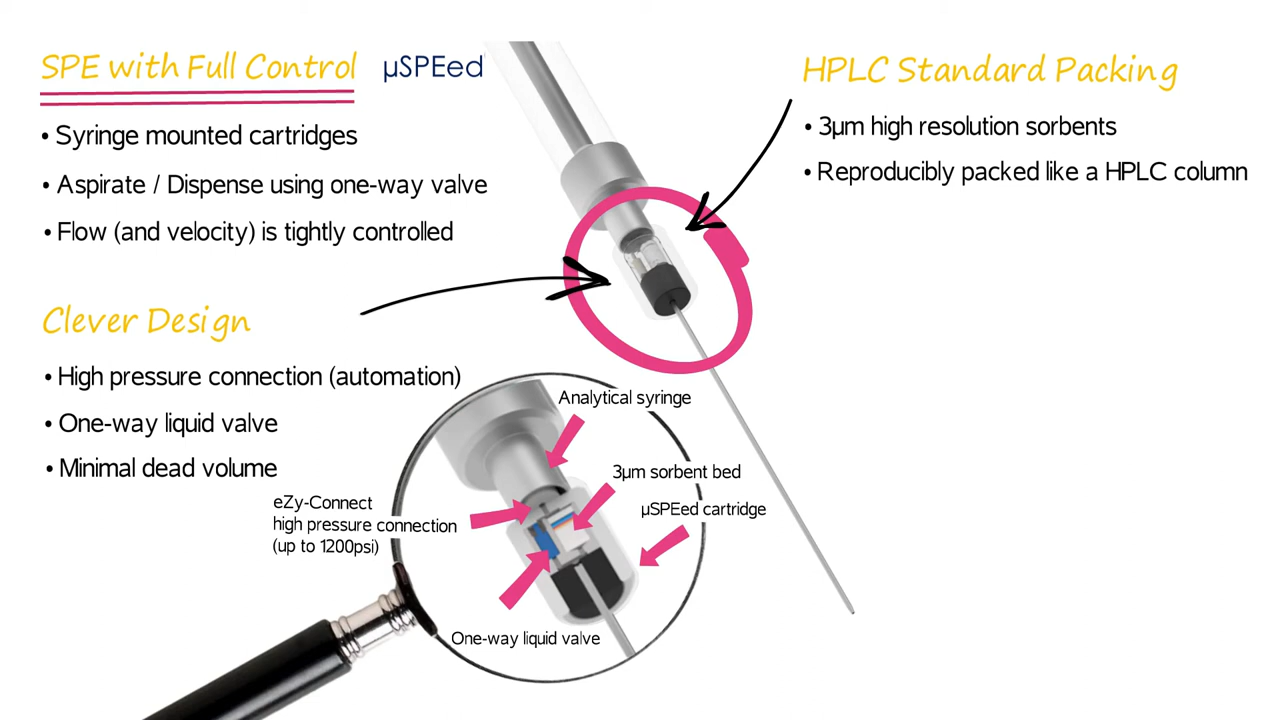 SPE with Full Control
µSPEed
• Syringe mounted cartridges
• Aspirate / Dispense using one-way valve
• Flow (and velocity) is tightly controlled
Clever Design
• High pressure connection (automation)
• One-way liquid valve
• Minimal dead volume
HPLC Standard Packing
• 3µm high resolution sorbents
• Reproducibly packed like a HPLC column
Analytical syringe
3µm sorbent bed
µSPEed cartridge
eZy-Connect
high pressure connection
(up to 1200psi)
One-way liquid valve